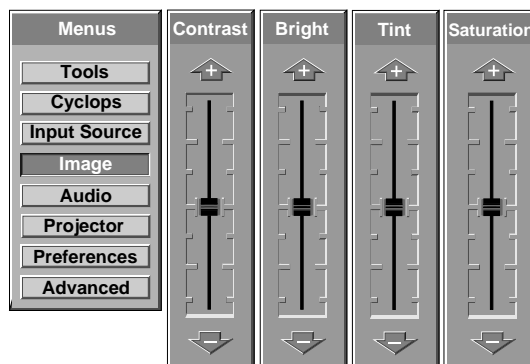 Menus
Tools
Cyclops
Input Source
Image
Audio
Projector
Preferences
Advanced
Contrast
Bright
Tint
Saturation